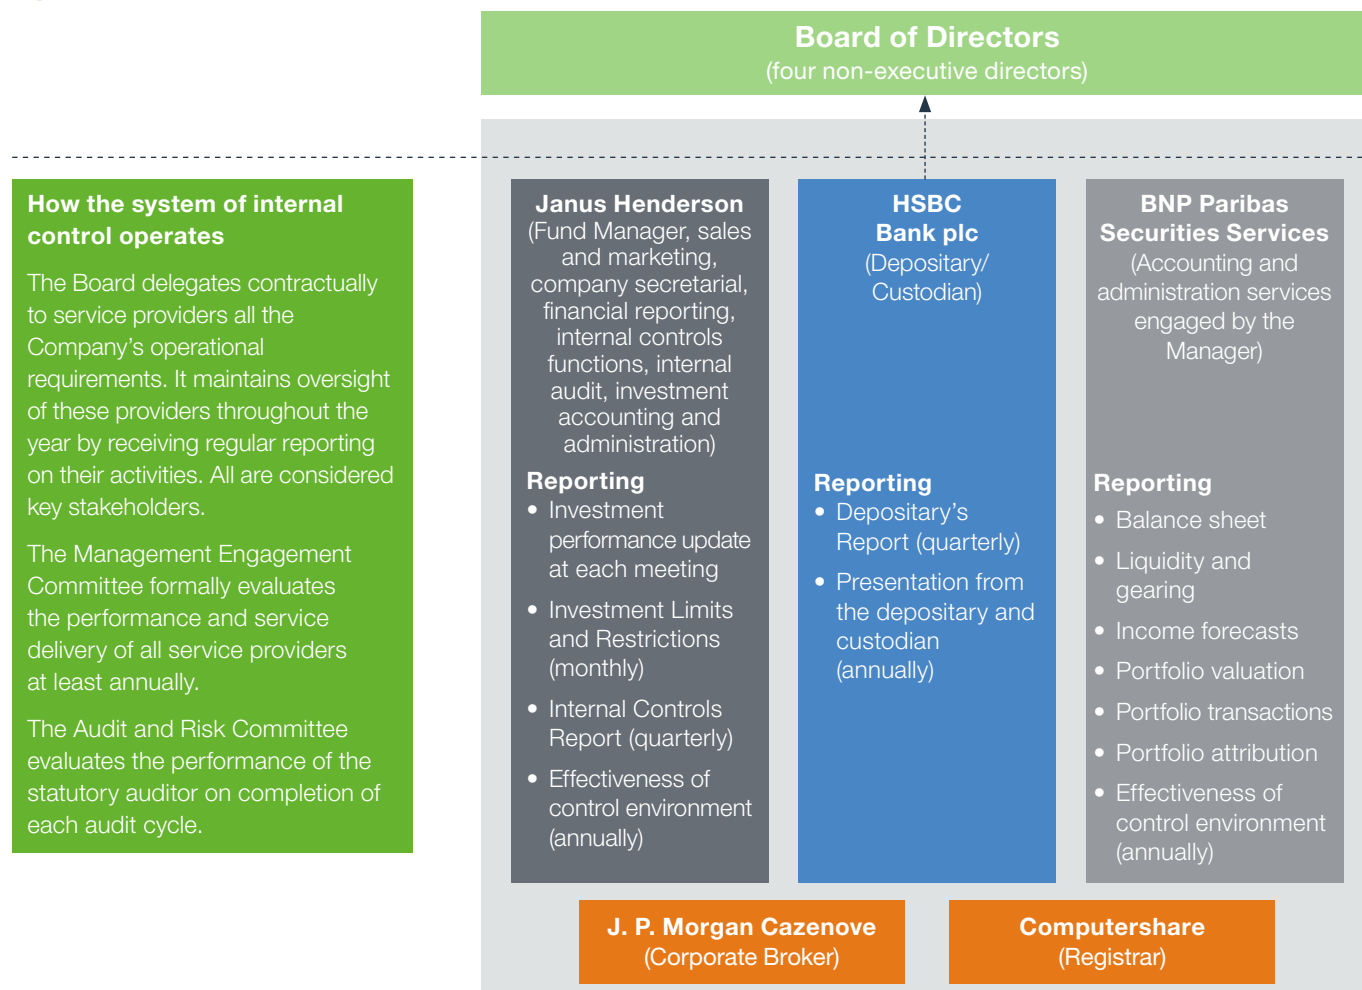 Board of Directors
(four non-executive directors)
How the system of internal
control operates
The Board delegates contractually
to service providers all the
Company's operational
requirements. It maintains oversight
of these providers throughout the
year by receiving regular reporting
on their activities. All are considered
key stakeholders.
The Management Engagement
Committee formally evaluates
the performance and service
delivery of all service providers
at least annually.
The Audit and Risk Committee
evaluates the performance of the
statutory auditor on completion of
each audit cycle.
Janus Henderson
(Fund Manager, sales
and marketing,
company secretarial,
financial reporting,
internal controls
functions, internal
audit, investment
accounting and
administration)
Reporting
• Investment
performance update
at each meeting
• Investment Limits
and Restrictions
(monthly)
• Internal Controls
Report (quarterly)
• Effectiveness of
control environment
(annually)
HSBC
Bank plc
(Depositary/
Custodian)
Reporting
• Depositary's
Report (quarterly)
• Presentation from
the depositary and
custodian
(annually)
BNP Paribas
Securities Services
(Accounting and
administration services
engaged by the
Manager)
Reporting
• Balance sheet
• Liquidity and
gearing
• Income forecasts
• Portfolio valuation
• Portfolio transactions
• Portfolio attribution
• Effectiveness of
control environment
(annually)
J. P. Morgan Cazenove
(Corporate Broker)
Computershare
(Registrar)